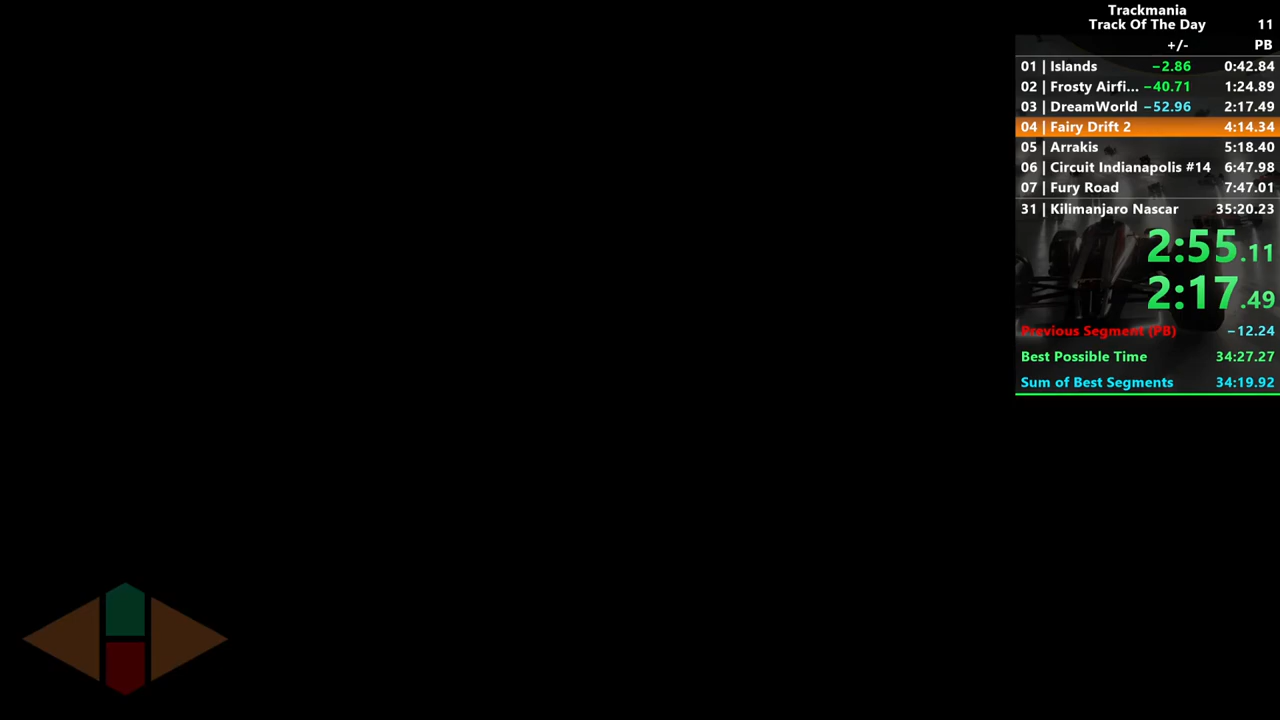 Trackmania
Track Of The Day 11
+/- PB
01 | Islands −2.86 0:42.84
02 | Frosty Airfi... −40.71 1:24.89
03 | DreamWorld −52.96 2:17.49
04 | Fairy Drift 2 4:14.34
05 | Arrakis 5:18.40
06 | Circuit Indianapolis #14 6:47.98
07 | Fury Road 7:47.01
31 | Kilimanjaro Nascar 35:20.23
2:55.11
2:17.49
Previous Segment (PB) −12.24
Best Possible Time 34:27.27
Sum of Best Segments 34:19.92